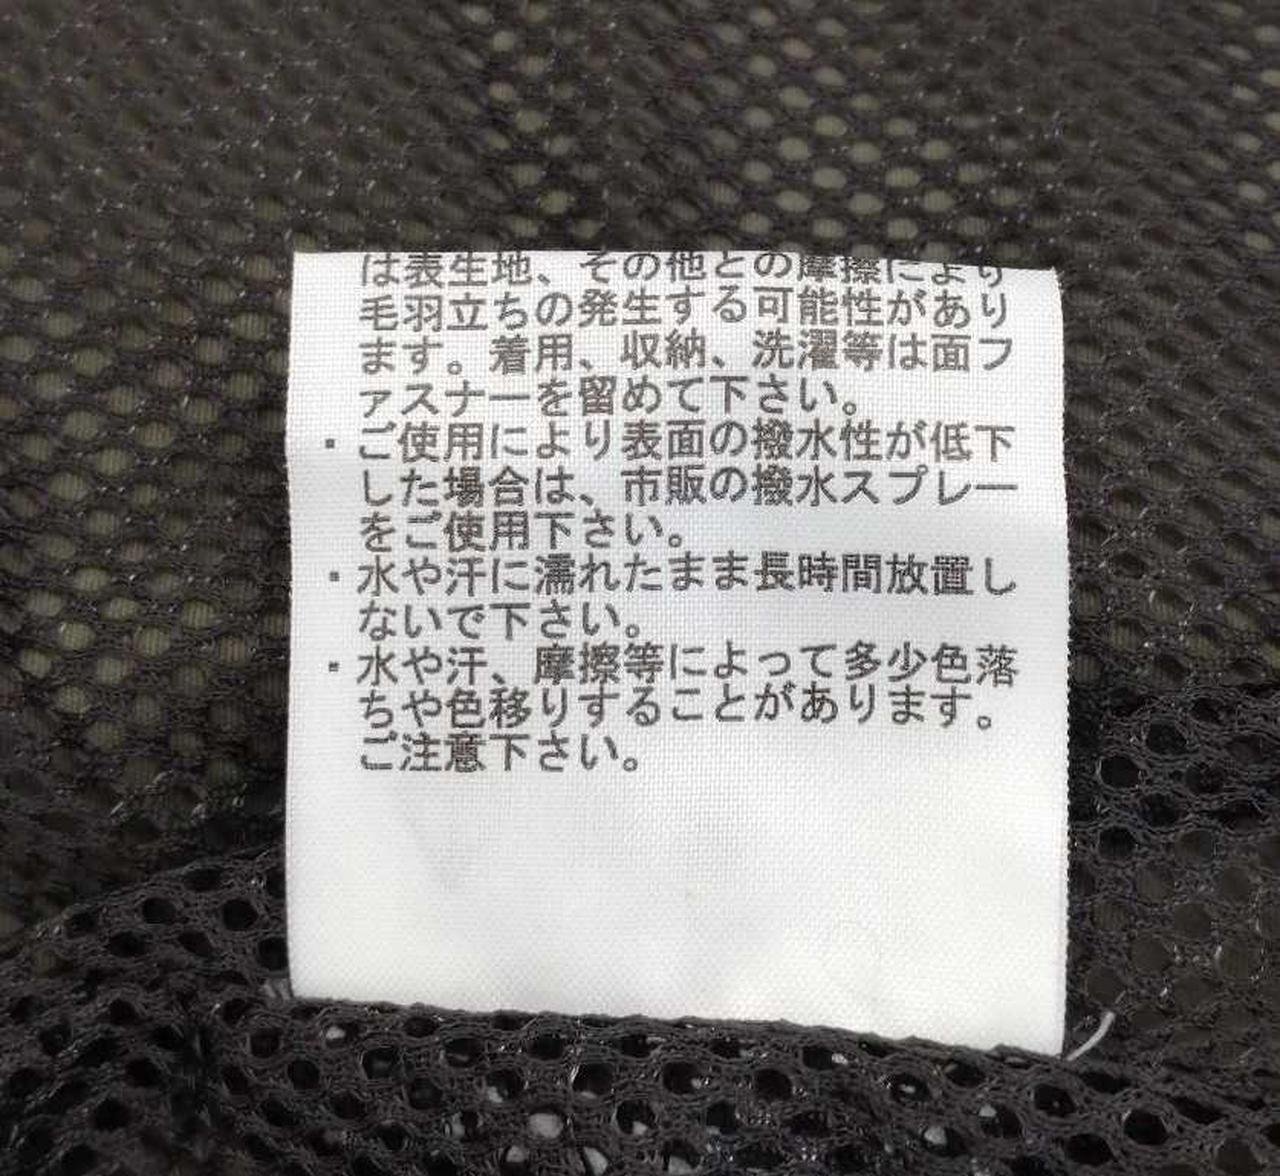 は表生地、その他との摩擦により
毛羽立ちの発生する可能性があり
ます。着用、収納、洗濯等は面フ
ァスナーを留めて下さい。
・ご使用により表面の撥水性が低下
した場合は、市販の撥水スプレー
をご使用下さい。
・水や汗に濡れたまま長時間放置し
ないで下さい。
・水や汗、摩擦等によって多少色落
ちや色移りすることがあります。
ご注意下さい。